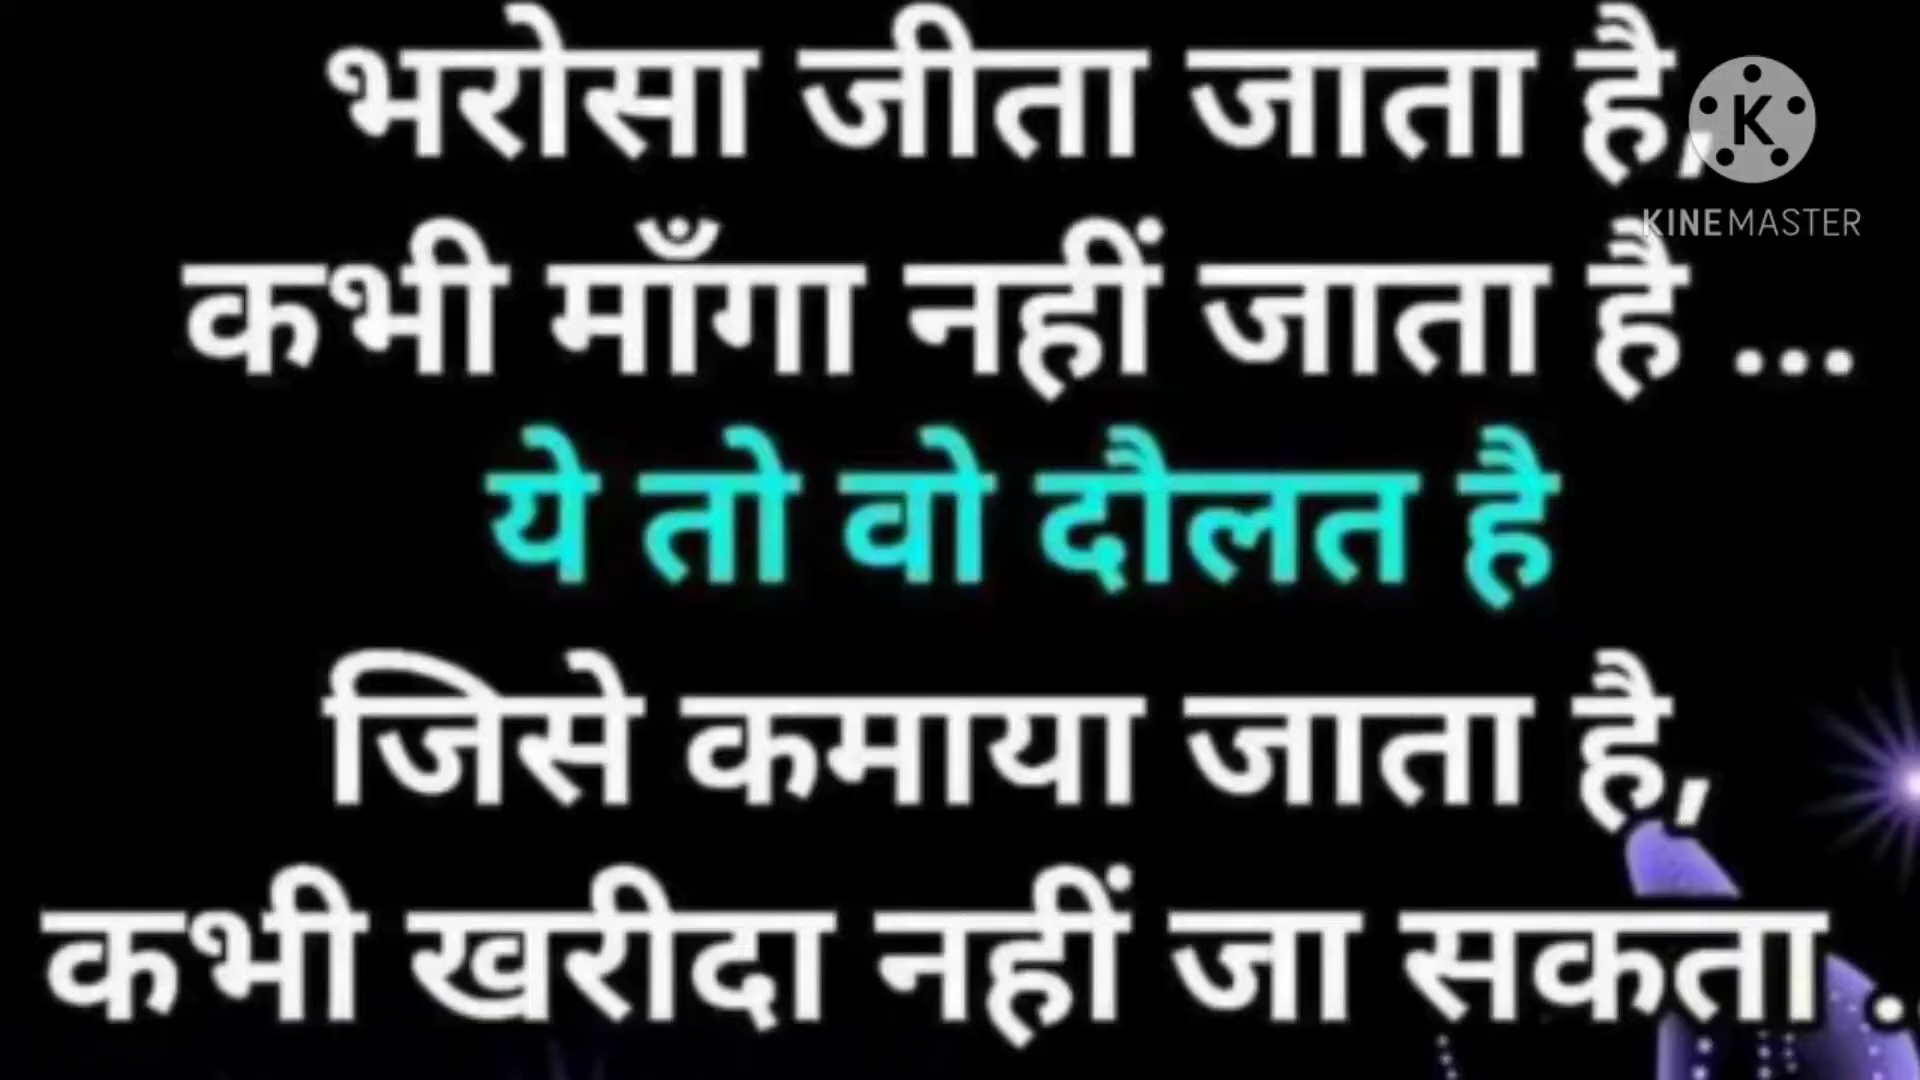 भरोसा जीता जाता है,
K
KINEMASTER
कभी माँगा नहीं जाता है ...
ये तो वो दौलत है
जिसे कमाया जाता है,
कभी खरीदा नहीं जा सकता ..